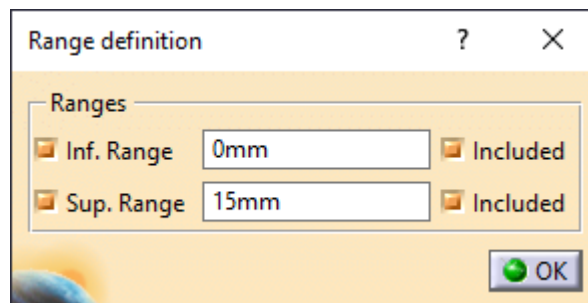 Range definition ?
Ranges
Inf. Range 0mm Included
Sup. Range 15mm Included
OK